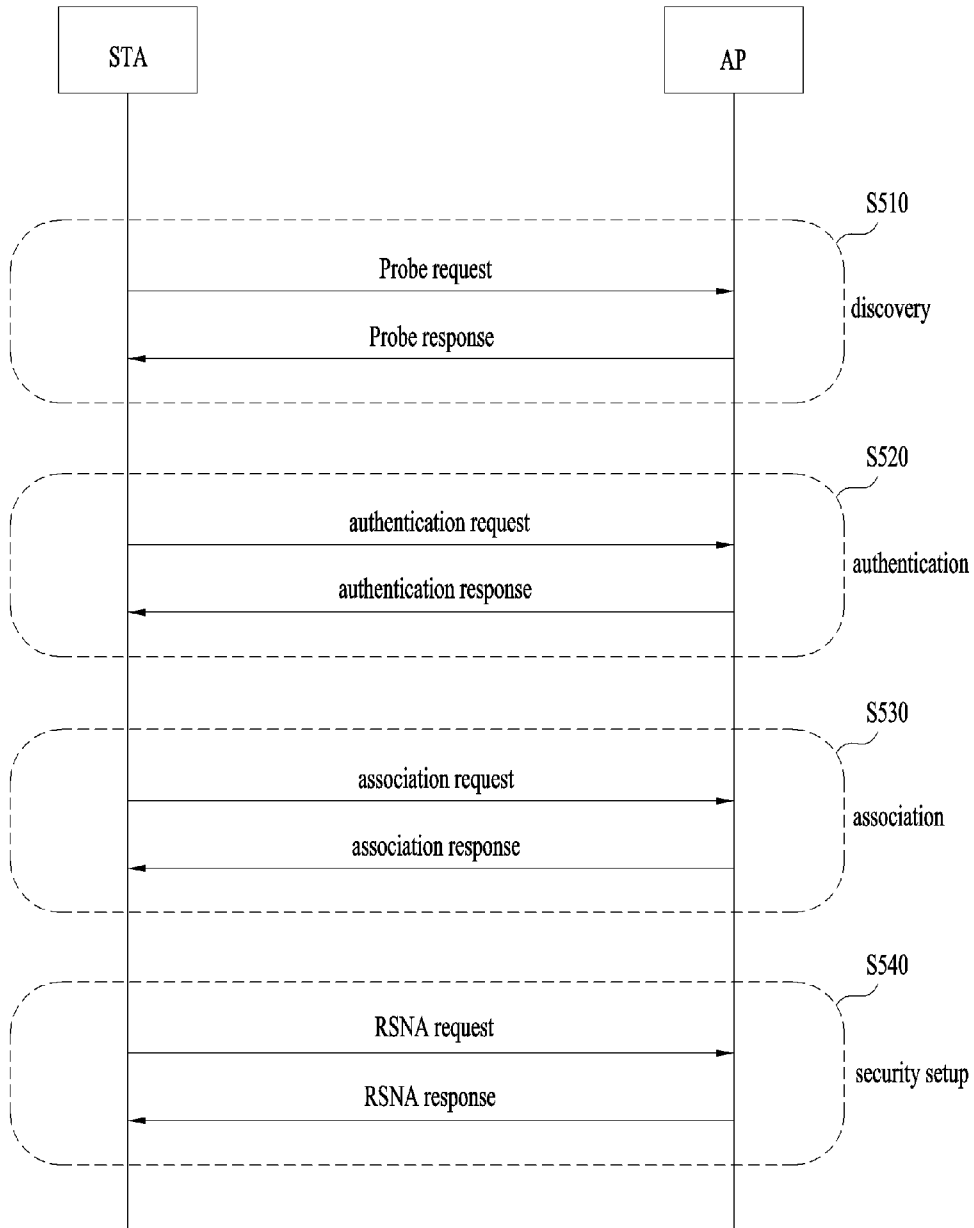 STA
AP
S510
Probe request
discovery
Probe response
S520
authentication request
authentication
authentication response
S530
association request
association
association response
S540
RSNA request
security setup
RSNA response